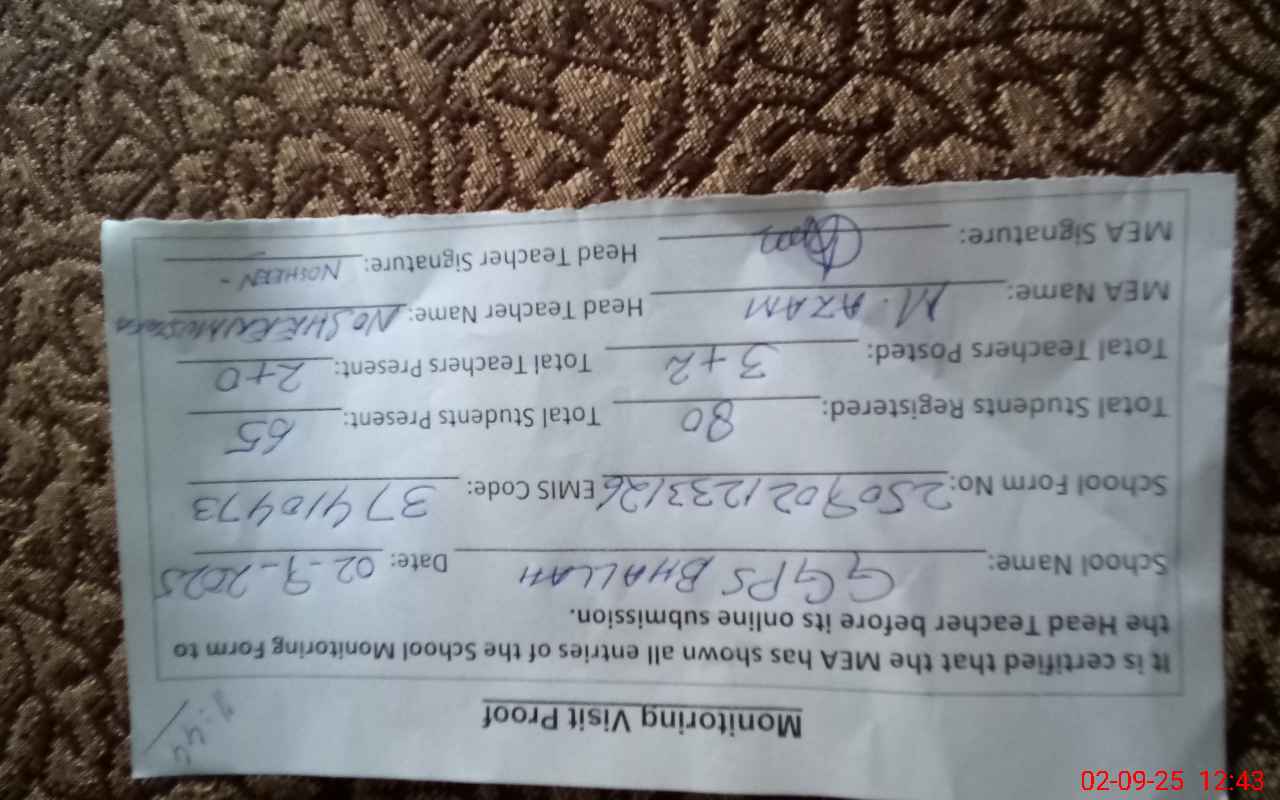 Monitoring Visit Proof
It is certified that the MEA has shown all entries of the School Monitoring Form to
the Head Teacher before its online submission.
School Name: GGPS BHALLAH Date: 02-9-2025
School Form No: 2509021233126 EMIS Code: 37410473
Total Students Registered: 80 Total Students Present: 65
Total Teachers Posted: 3+2 Total Teachers Present: 2+0
MEA Name: M. AZAM Head Teacher Name: NOSHEEN
MEA Signature: Head Teacher Signature: NOSHEEN -
02-09-25 12:43